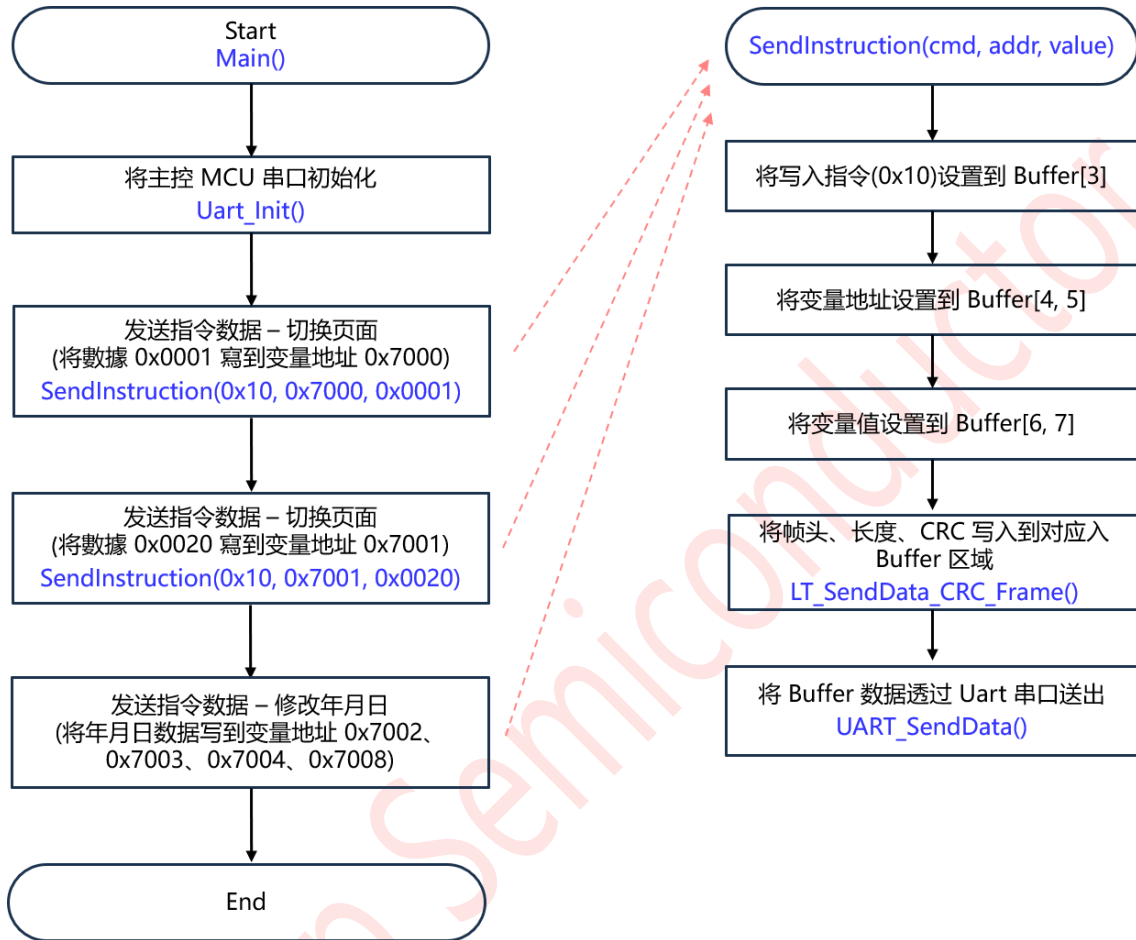 Start
Main()
将主控 MCU 串口初始化
Uart_Init()
发送指令数据 – 切换页面
(将數據 0x0001 寫到变量地址 0x7000)
SendInstruction(0x10, 0x7000, 0x0001)
发送指令数据 – 切换页面
(将數據 0x0020 寫到变量地址 0x7001)
SendInstruction(0x10, 0x7001, 0x0020)
发送指令数据 – 修改年月日
(将年月日数据写到变量地址 0x7002、
0x7003、0x7004、0x7008)
End
SendInstruction(cmd, addr, value)
将写入指令(0x10)设置到 Buffer[3]
将变量地址设置到 Buffer[4, 5]
将变量值设置到 Buffer[6, 7]
将帧头、长度、CRC 写入到对应入
Buffer 区域
LT_SendData_CRC_Frame()
将 Buffer 数据透过 Uart 串口送出
UART_SendData()
Semiconductor